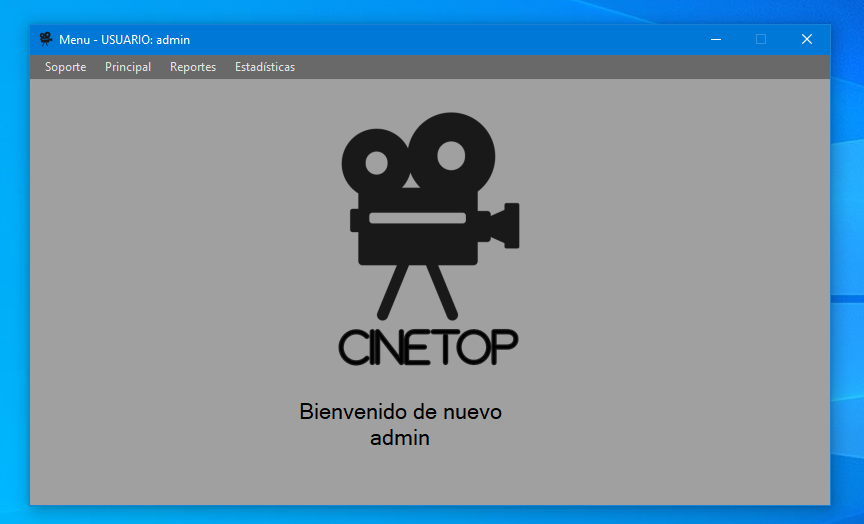 Menu - USUARIO: admin
Soporte Principal Reportes Estadísticas
CINETOP
Bienvenido de nuevo
admin